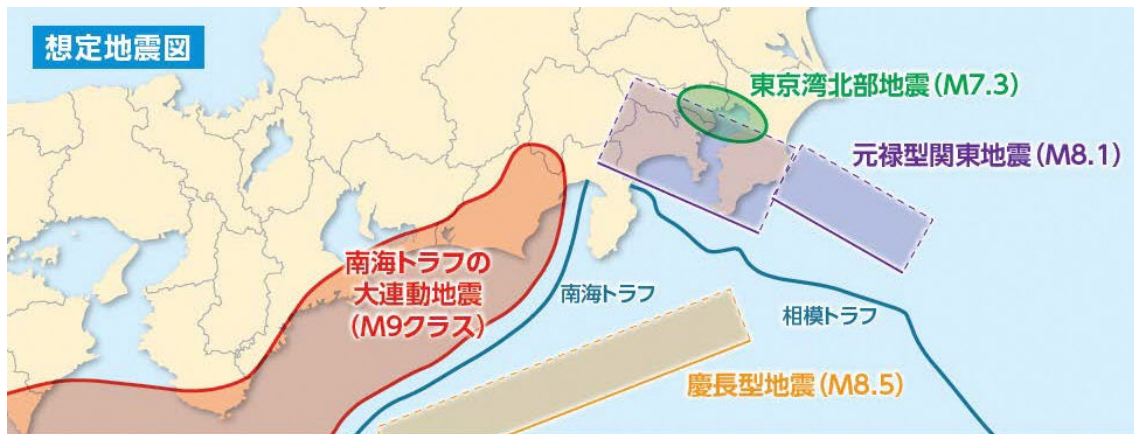 想定地震図
東京湾北部地震(M7.3)
元禄型関東地震(M8.1)
南海トラフの
大連動地震
(M9クラス)
南海トラフ
相模トラフ
慶長型地震(M8.5)